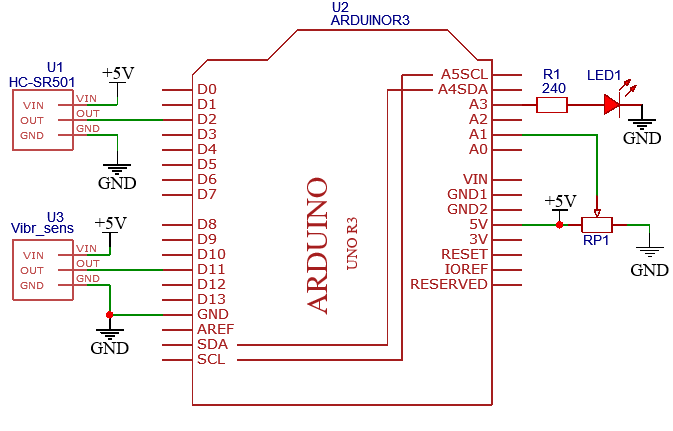 U2
ARDUINOR3
U1
HC-SR501
+5V
VIN
VIN
OUT
OUT
GND
GND
GND
U3
Vibr_sens
+5V
VIN
VIN
OUT
OUT
GND
GND
GND
D0
D1
D2
D3
D4
D5
D6
D7
D8
D9
D10
D11
D12
D13
GND
AREF
SDA
SCL
ARDUINO
UNO R3
A5SCL
A4SDA
A3
A2
A1
A0
VIN
GND1
GND2
5V
3V
RESET
IOREF
RESERVED
R1
240
LED1
GND
+5V
RP1
GND